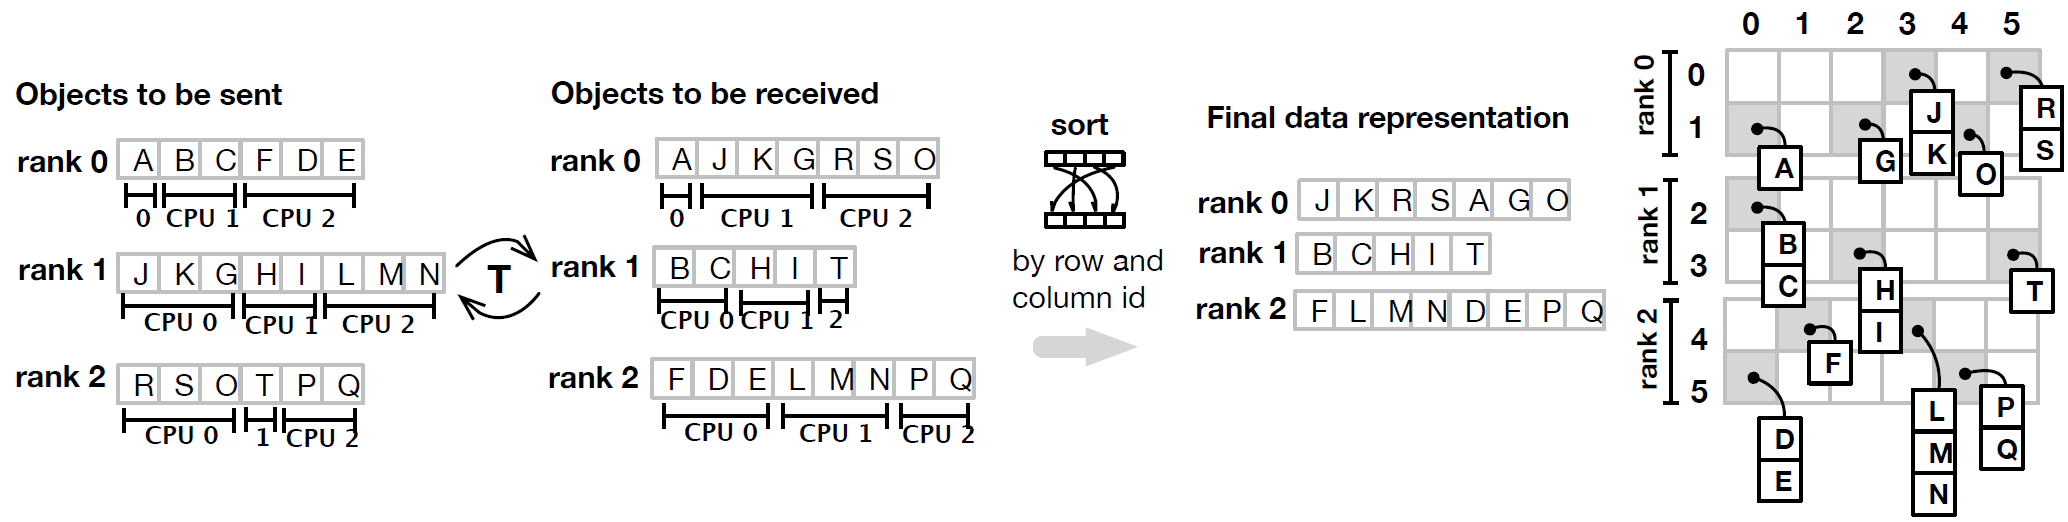 Objects to be sent
rank 0 A B C F D E
0 CPU 1 CPU 2
rank 1 J K G H I L M N
CPU 0 CPU 1 CPU 2
rank 2 R S O T P Q
CPU 0 1 CPU 2
T
Objects to be received
rank 0 A J K G R S O
0 CPU 1 CPU 2
rank 1 B C H I T
CPU 0 CPU 1 2
rank 2 F D E L M N P Q
CPU 0 CPU 1 CPU 2
sort
by row and
column id
Final data representation
rank 0 J K R S A G O
rank 1 B C H I T
rank 2 F L M N D E P Q
0 1 2 3 4 5
rank 0
0
1
rank 1
2
3
rank 2
4
5
J
K
R
S
A
G
O
B
C
H
I
T
F
L
M
N
D
E
P
Q